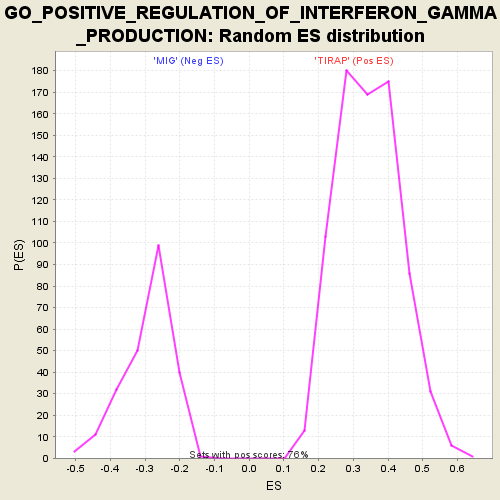 GO_POSITIVE_REGULATION_OF_INTERFERON_GAMMA
_PRODUCTION: Random ES distribution
'MIG' (Neg ES) 'TIRAP' (Pos ES)
180
170
160
150
140
130
120
110
100
90
80
70
60
50
40
30
20
10
0
P(ES)
Sets with pos scores: 76%
-0.5 -0.4 -0.3 -0.2 -0.1 0.0 0.1 0.2 0.3 0.4 0.5 0.6
ES